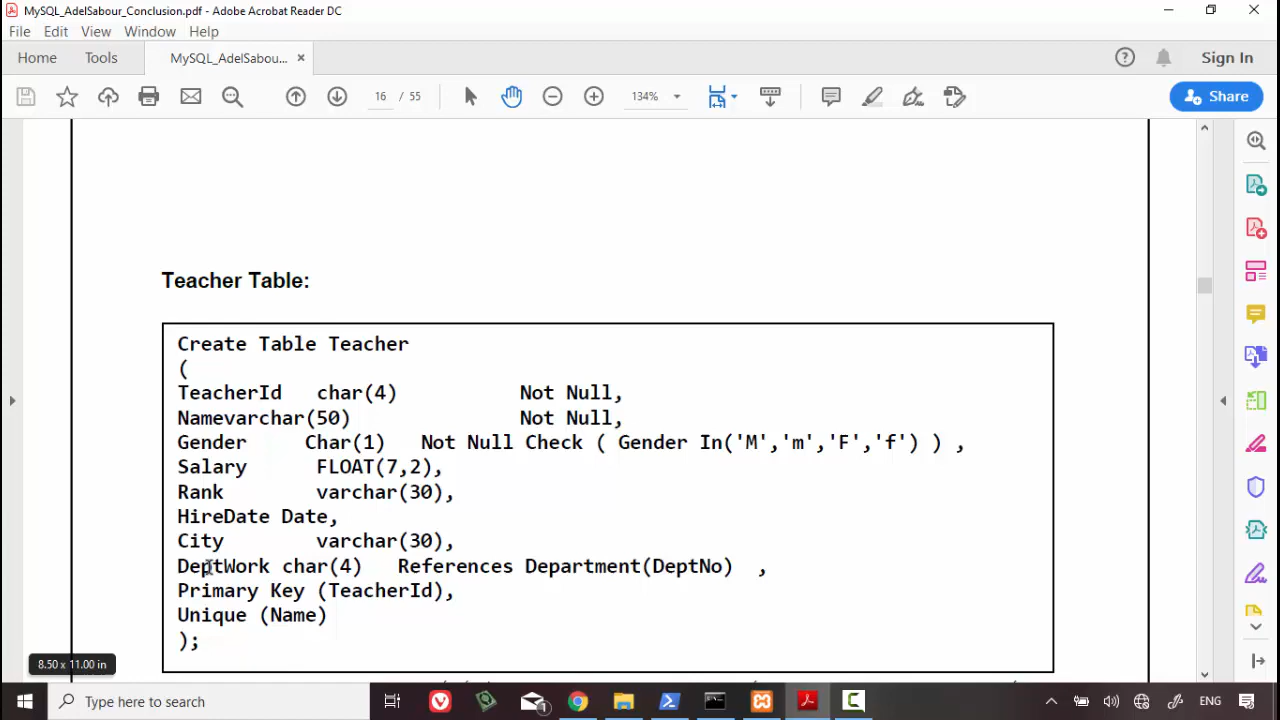 MySQL_AdelSabour_Conclusion.pdf - Adobe Acrobat Reader DC
File Edit View Window Help
Home Tools MySQL_AdelSabou... × Sign In
16 / 55 134% Share
Teacher Table:
Create Table Teacher
(
TeacherId char(4) Not Null,
Namevarchar(50) Not Null,
Gender Char(1) Not Null Check ( Gender In('M','m','F','f') ) ,
Salary FLOAT(7,2),
Rank varchar(30),
HireDate Date,
City varchar(30),
DeptWork char(4) References Department(DeptNo) ,
Primary Key (TeacherId),
Unique (Name)
);
8.50 x 11.00 in
Type here to search 1 ENG